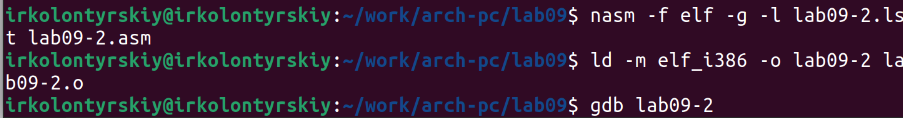 irkolontyrskiy@irkolontyrskiy:~/work/arch-pc/lab09$ nasm -f elf -g -l lab09-2.ls
t lab09-2.asm
irkolontyrskiy@irkolontyrskiy:~/work/arch-pc/lab09$ ld -m elf_i386 -o lab09-2 la
b09-2.o
irkolontyrskiy@irkolontyrskiy:~/work/arch-pc/lab09$ gdb lab09-2